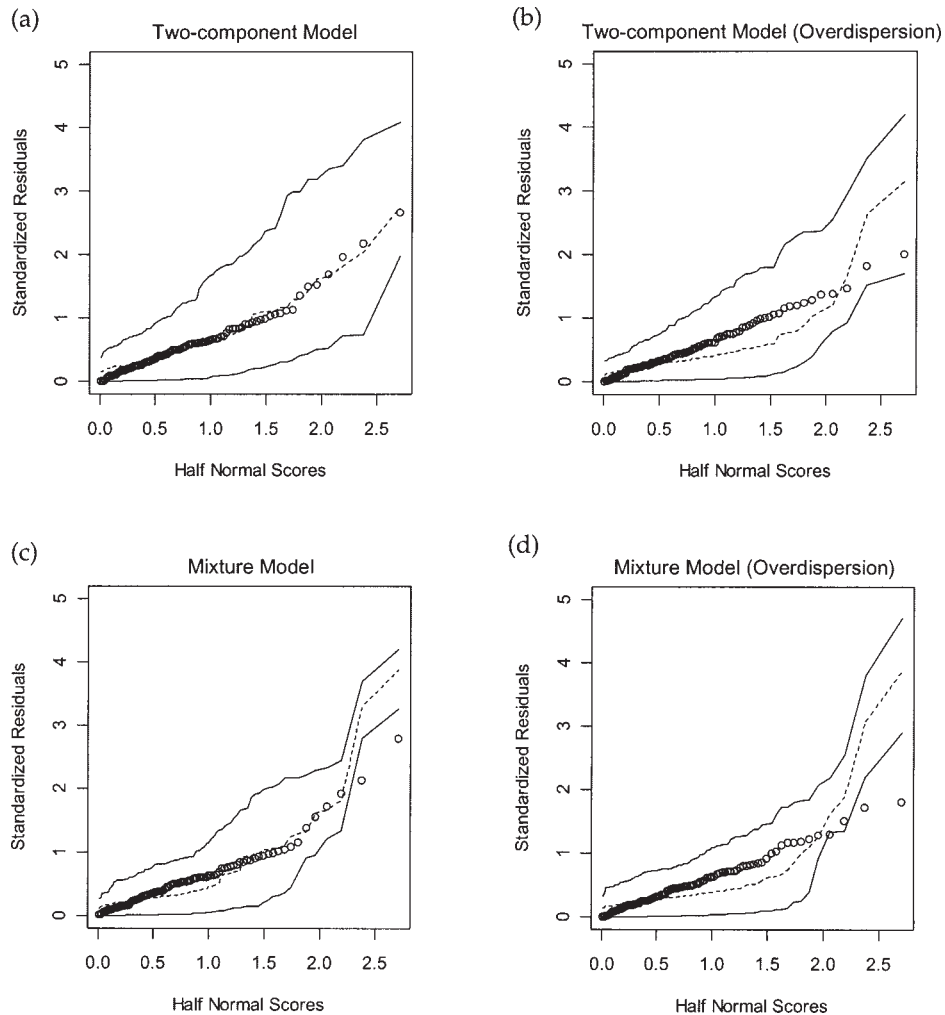 (a)
Two-component Model
5
4
3
2
1
0
Standardized Residuals
0.0 0.5 1.0 1.5 2.0 2.5
Half Normal Scores
(b)
Two-component Model (Overdispersion)
5
4
3
2
1
0
Standardized Residuals
0.0 0.5 1.0 1.5 2.0 2.5
Half Normal Scores
(c)
Mixture Model
5
4
3
2
1
0
Standardized Residuals
0.0 0.5 1.0 1.5 2.0 2.5
Half Normal Scores
(d)
Mixture Model (Overdispersion)
5
4
3
2
1
0
Standardized Residuals
0.0 0.5 1.0 1.5 2.0 2.5
Half Normal Scores